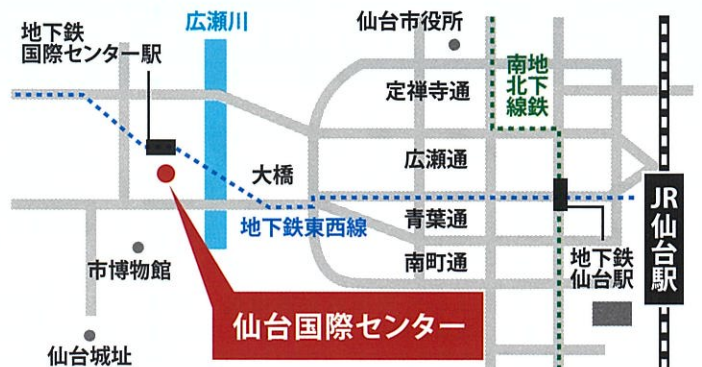 地下鉄
国際センター駅
広瀬川
仙台市役所
地下鉄
南北線
定禅寺通
広瀬通
大橋
地下鉄東西線
青葉通
南町通
地下鉄
仙台駅
JR仙台駅
市博物館
仙台国際センター
仙台城址